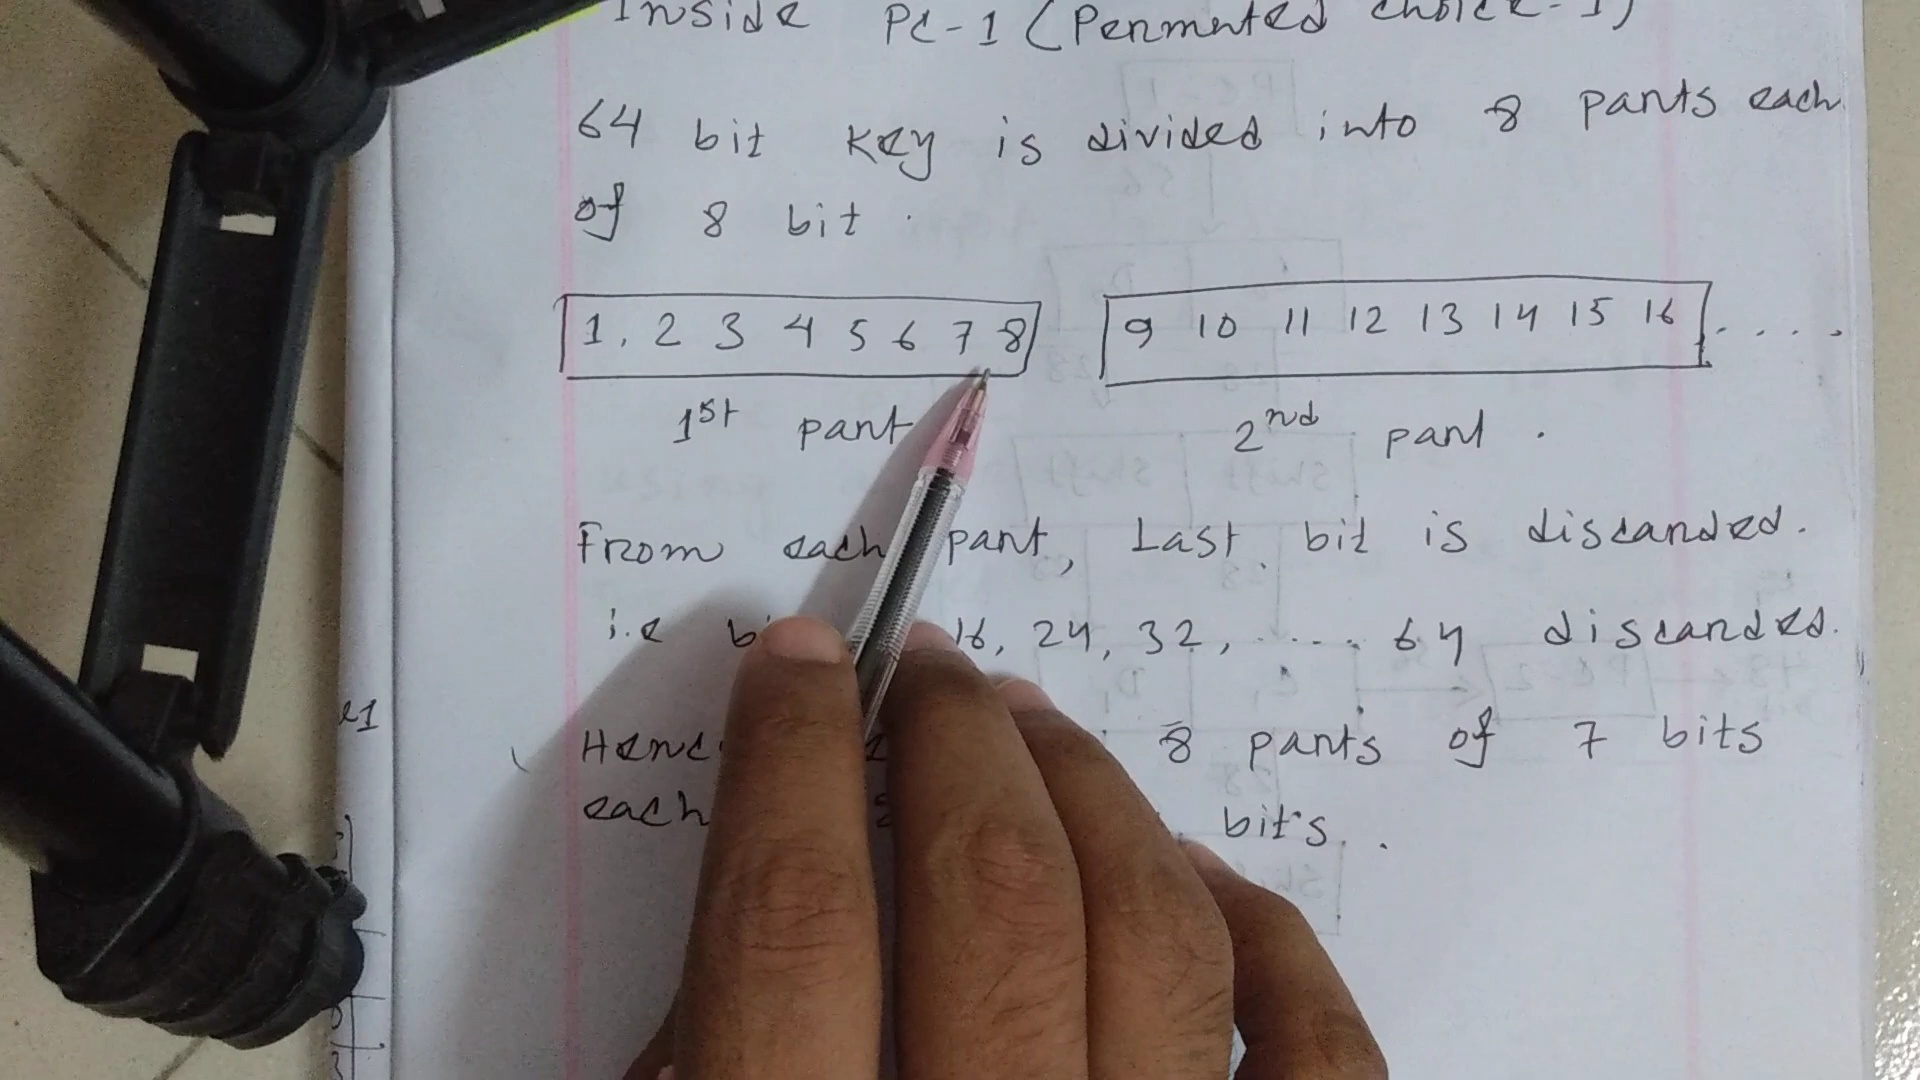 Inside PC-1 (Permuted choice-1)
64 bit key is divided into 8 parts each
of 8 bit.
1, 2 3 4 5 6 7 8 9 10 11 12 13 14 15 16 . . . .
1st part 2nd part .
From each part, Last bit is discarded.
i.e 16, 24, 32, .... 64 discarded.
8 parts of 7 bits
each bits.